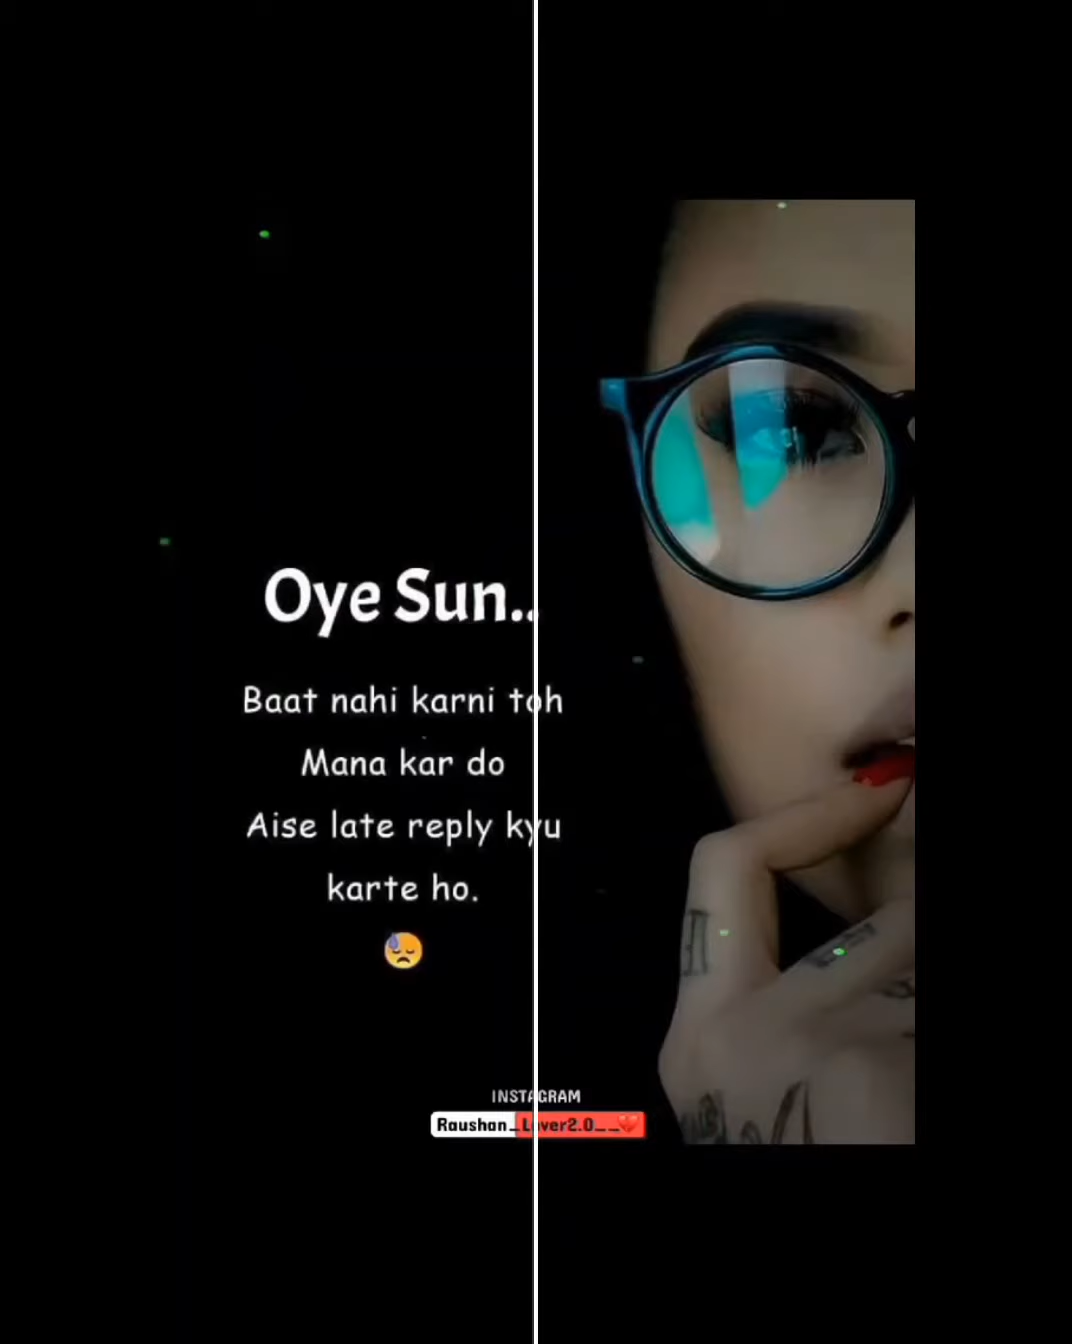 Oye Sun..
Baat nahi karni toh
Mana kar do
Aise late reply kyu
karte ho.
😓
INSTAGRAM
Raushan_Lover2.0__💔